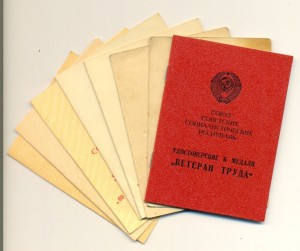 СОЮЗ
СОВЕТСКИХ
СОЦИАЛИСТИЧЕСКИХ
РЕСПУБЛИК
УДОСТОВЕРЕНИЕ К МЕДАЛИ
„ВЕТЕРАН ТРУДА“